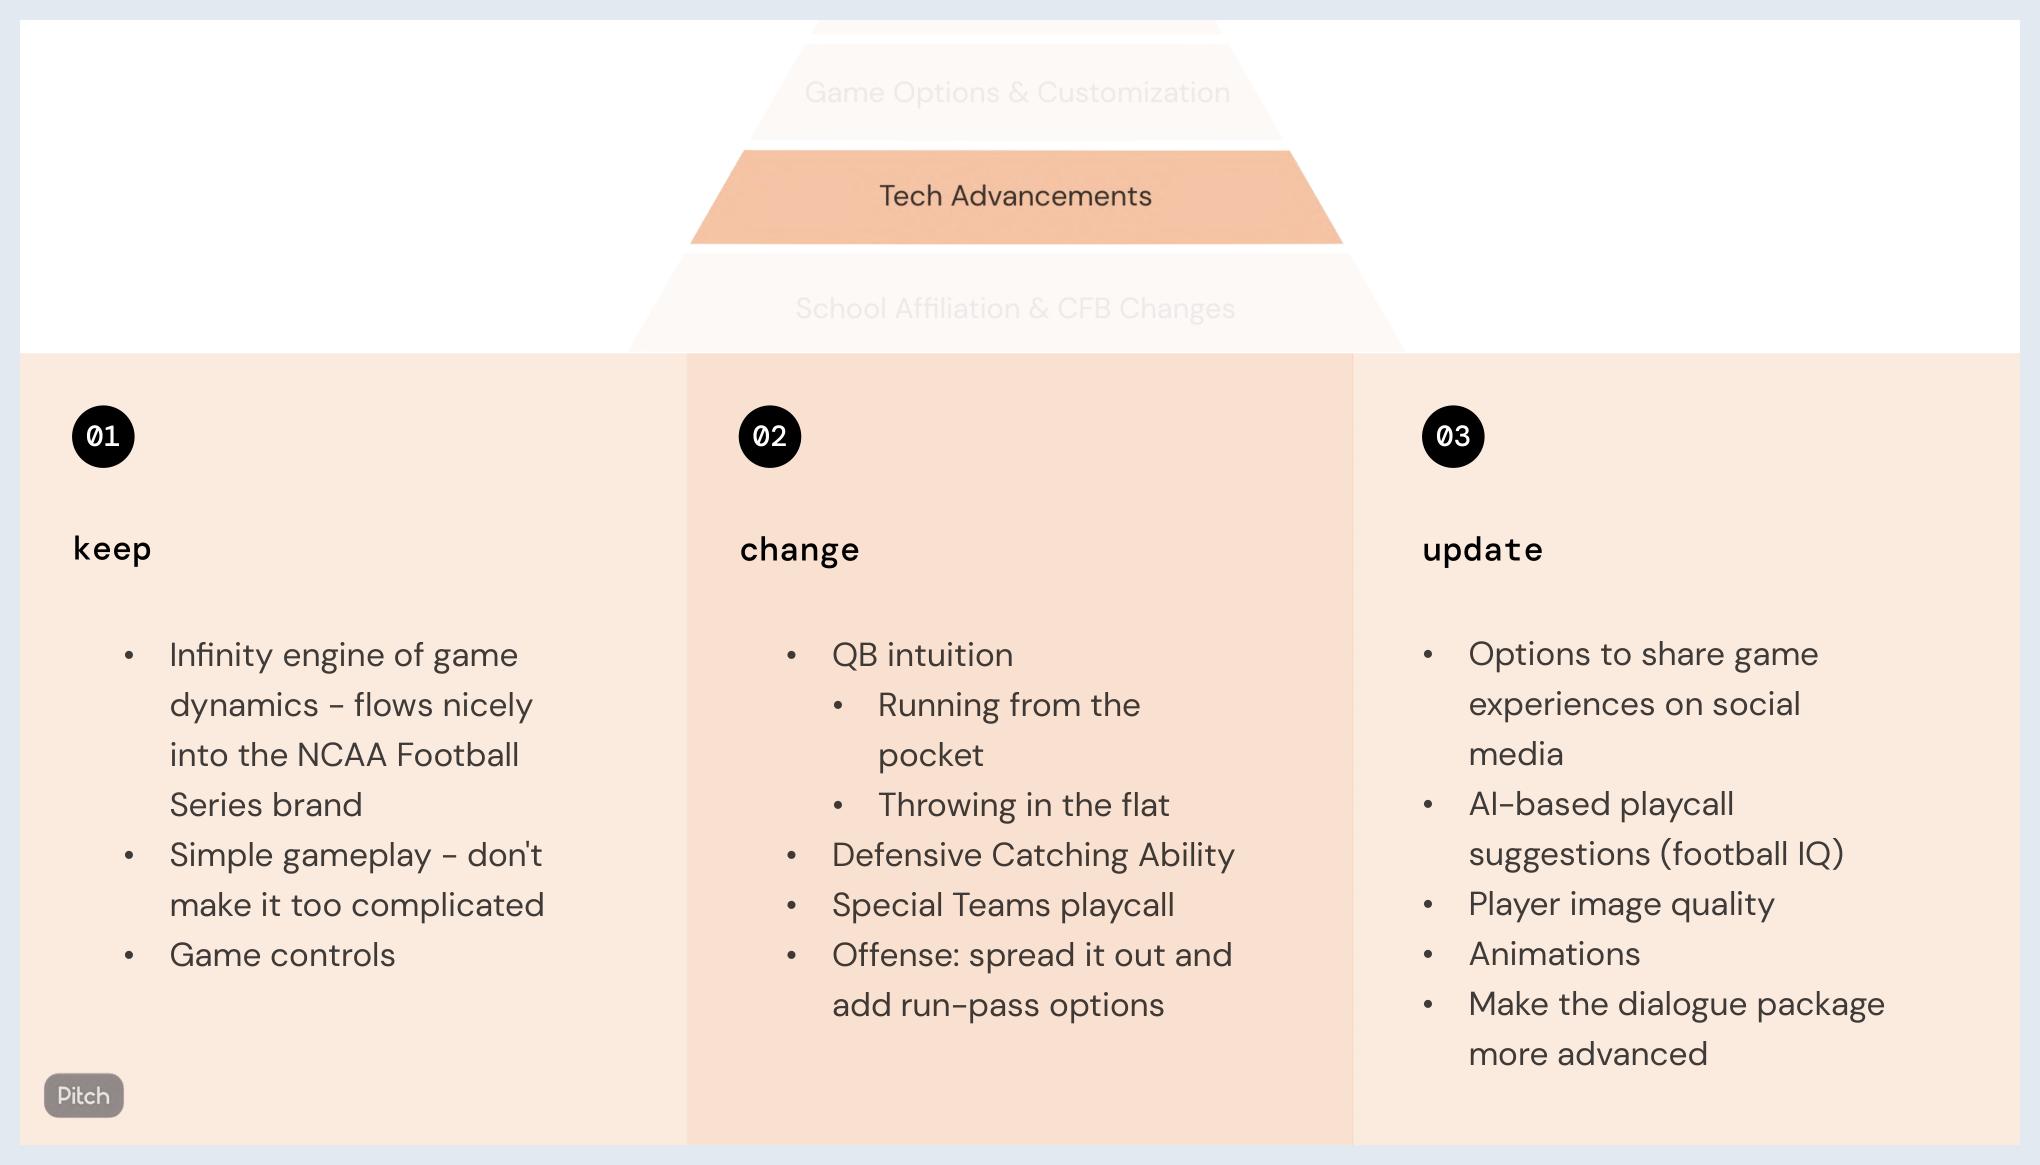 Game Options & Customization
Tech Advancements
School Affiliation & CFB Changes
01
keep
• Infinity engine of game
dynamics - flows nicely
into the NCAA Football
Series brand
• Simple gameplay - don't
make it too complicated
• Game controls
02
change
• QB intuition
• Running from the
pocket
• Throwing in the flat
• Defensive Catching Ability
• Special Teams playcall
• Offense: spread it out and
add run-pass options
03
update
• Options to share game
experiences on social
media
• AI-based playcall
suggestions (football IQ)
• Player image quality
• Animations
• Make the dialogue package
more advanced
Pitch